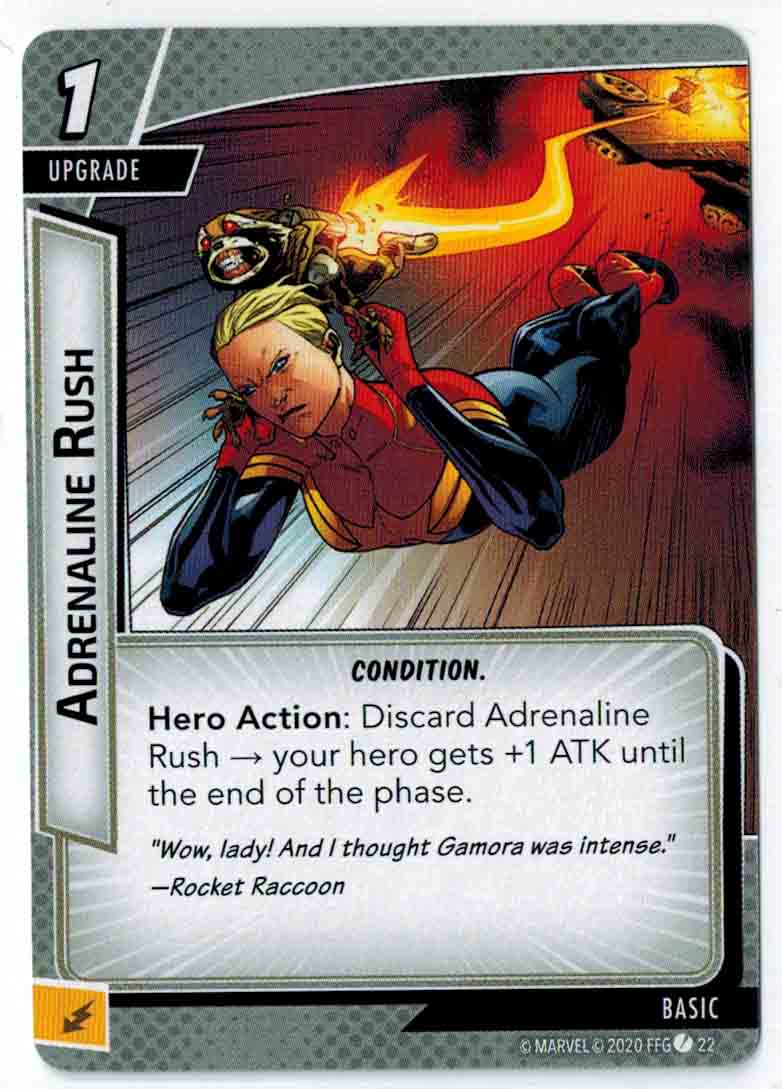 1
UPGRADE
ADRENALINE RUSH
CONDITION.
Hero Action: Discard Adrenaline
Rush → your hero gets +1 ATK until
the end of the phase.
"Wow, lady! And I thought Gamora was intense."
—Rocket Raccoon
BASIC
© MARVEL © 2020 FFG 22